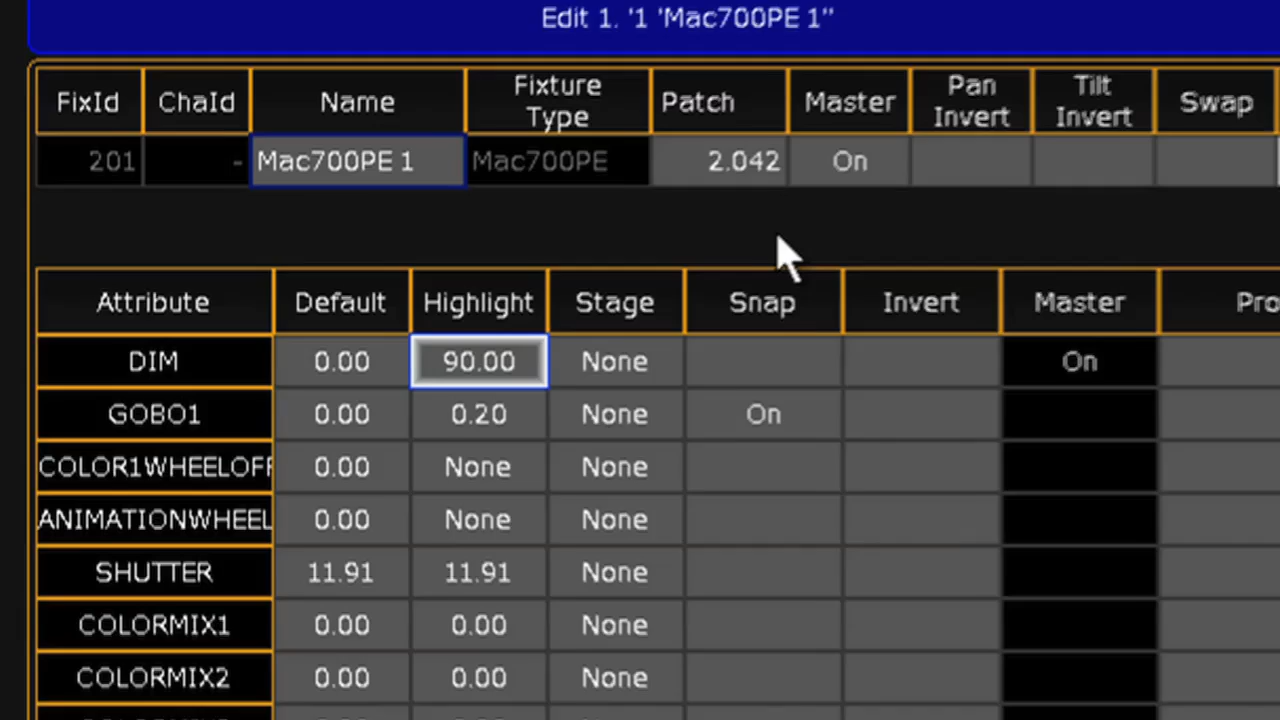 Edit 1. '1 'Mac700PE 1''
FixId ChaId Name Fixture Type Patch Master Pan Invert Tilt Invert Swap
201 - Mac700PE 1 Mac700PE 2.042 On
Attribute Default Highlight Stage Snap Invert Master Pro
DIM 0.00 90.00 None On
GOBO1 0.00 0.20 None On
COLOR1WHEELOFF 0.00 None None
ANIMATIONWHEEL 0.00 None None
SHUTTER 11.91 11.91 None
COLORMIX1 0.00 0.00 None
COLORMIX2 0.00 0.00 None